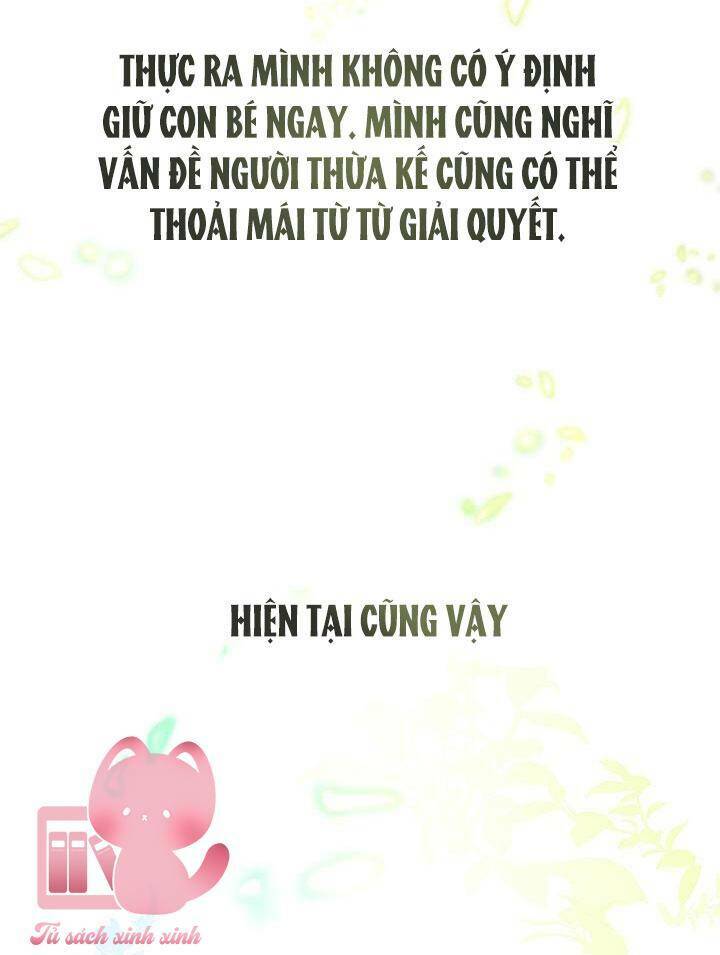 THỰC RA MÌNH KHÔNG CÓ Ý ĐỊNH
GIỮ CON BÉ NGAY. MÌNH CŨNG NGHĨ
VẤN ĐỀ NGƯỜI THỪA KẾ CŨNG CÓ THỂ
THOẢI MÁI TỪ TỪ GIẢI QUYẾT.
HIỆN TẠI CŨNG VẬY
Tủ sách xinh xinh